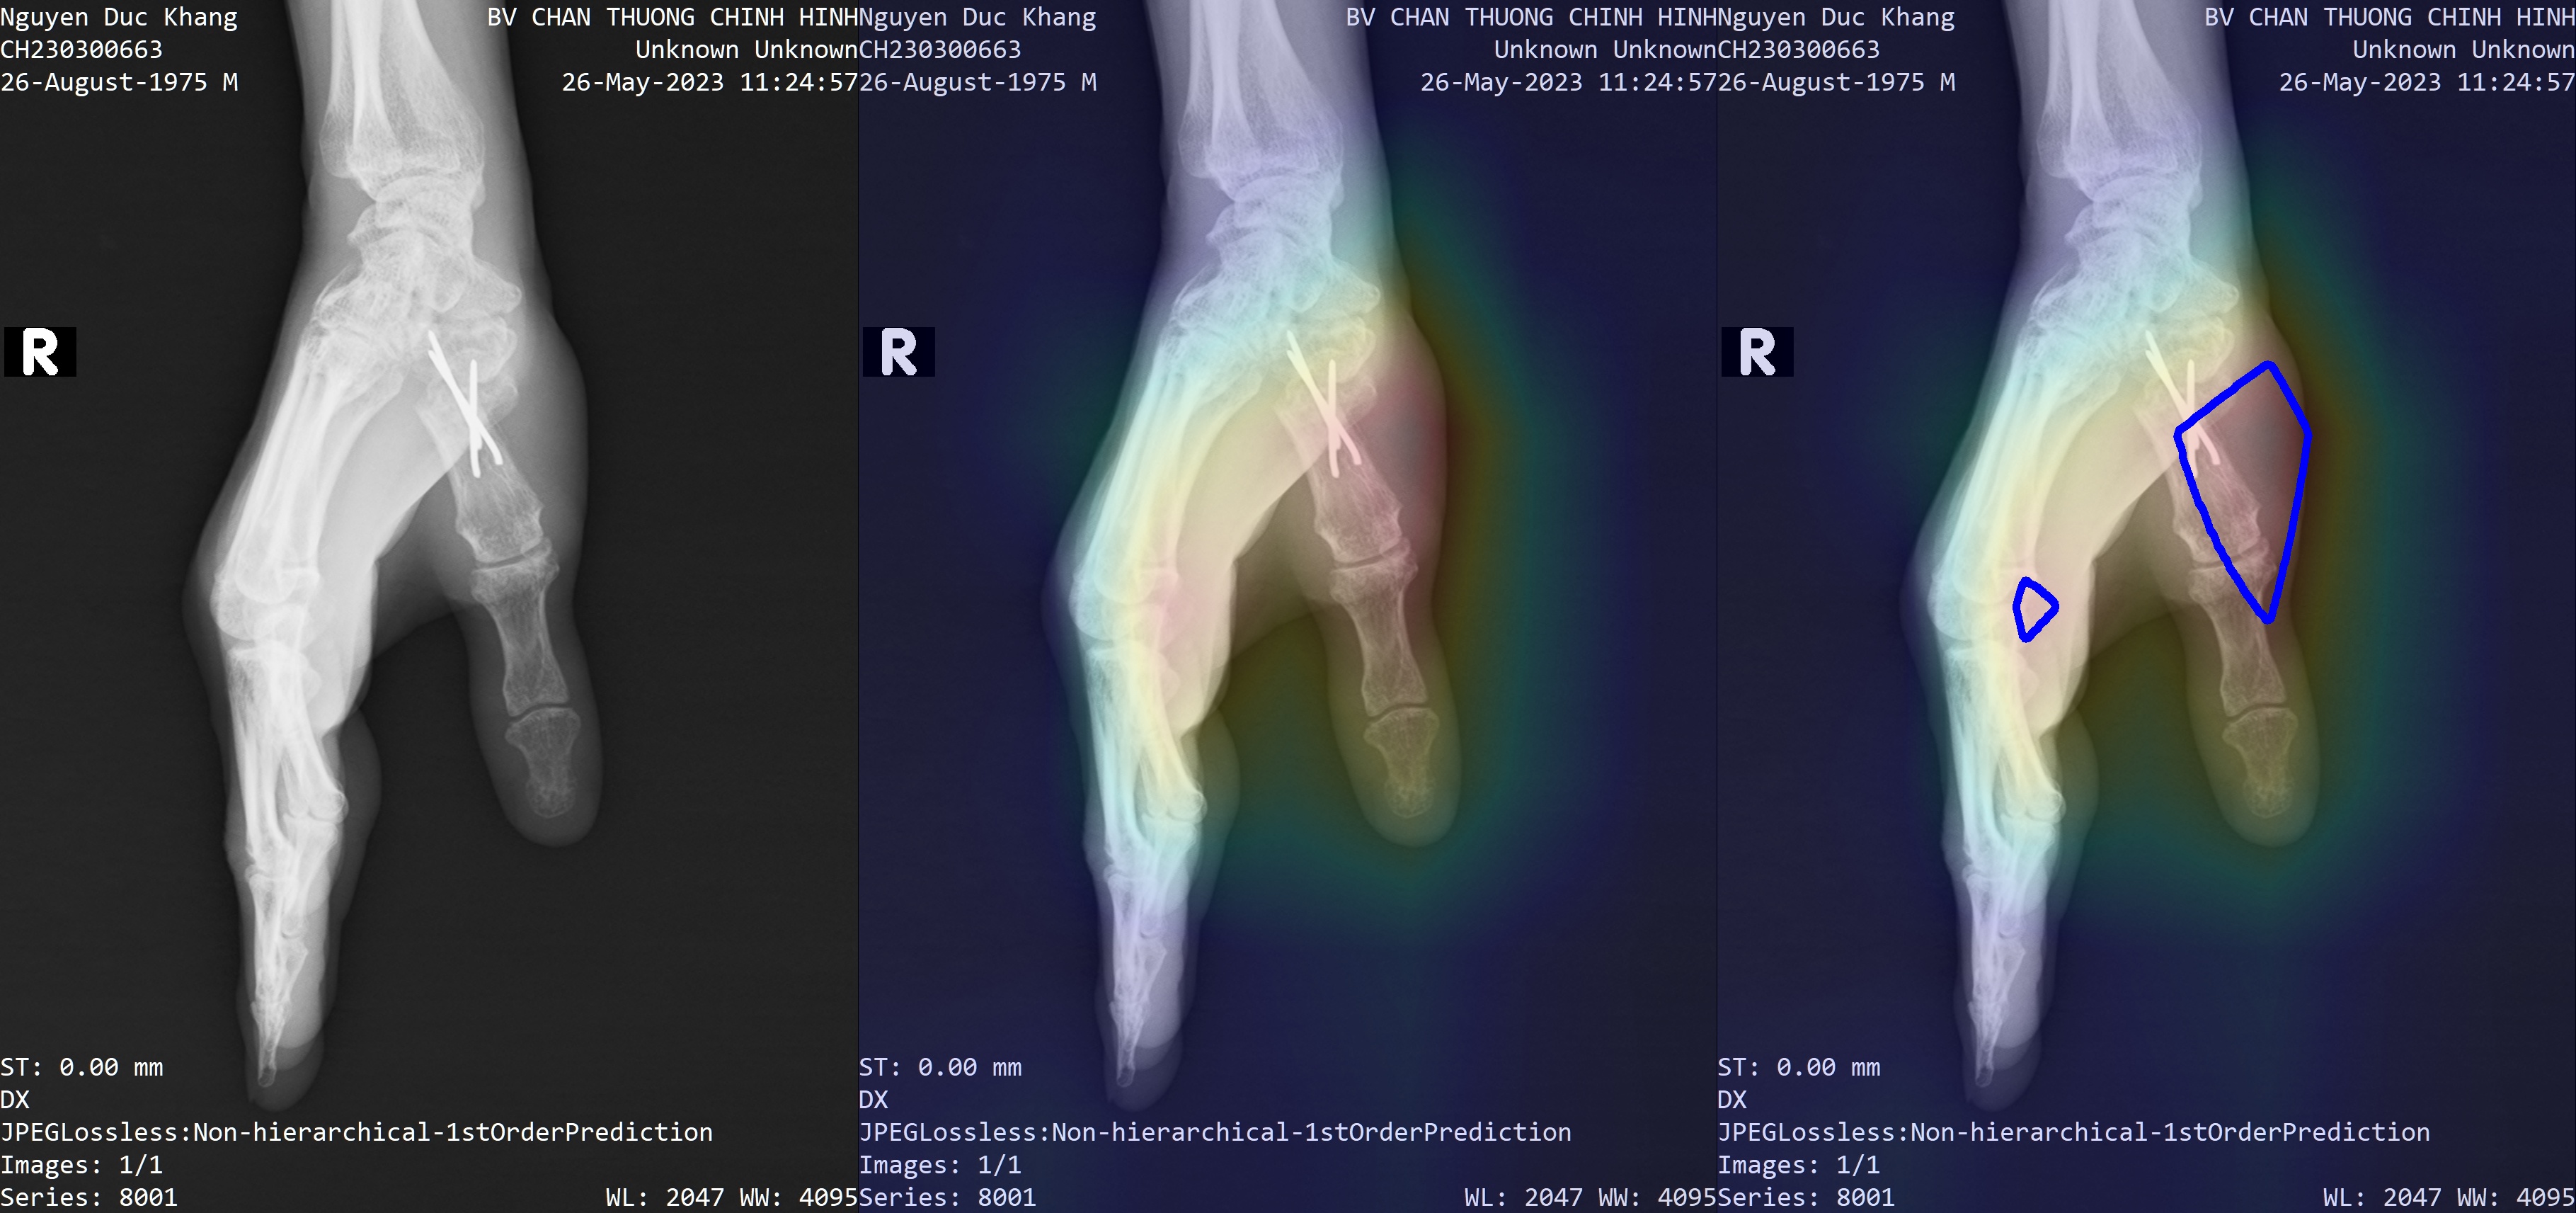 Nguyen Duc Khang
CH230300663
26-August-1975 M
BV CHAN THUONG CHINH HINH
Unknown Unknown
26-May-2023 11:24:57
R
ST: 0.00 mm
DX
JPEGLossless:Non-hierarchical-1stOrderPrediction
Images: 1/1
Series: 8001
WL: 2047 WW: 4095
Nguyen Duc Khang
CH230300663
26-August-1975 M
BV CHAN THUONG CHINH HINH
Unknown Unknown
26-May-2023 11:24:57
R
ST: 0.00 mm
DX
JPEGLossless:Non-hierarchical-1stOrderPrediction
Images: 1/1
Series: 8001
WL: 2047 WW: 4095
Nguyen Duc Khang
CH230300663
26-August-1975 M
BV CHAN THUONG CHINH HINH
Unknown Unknown
26-May-2023 11:24:57
R
ST: 0.00 mm
DX
JPEGLossless:Non-hierarchical-1stOrderPrediction
Images: 1/1
Series: 8001
WL: 2047 WW: 4095